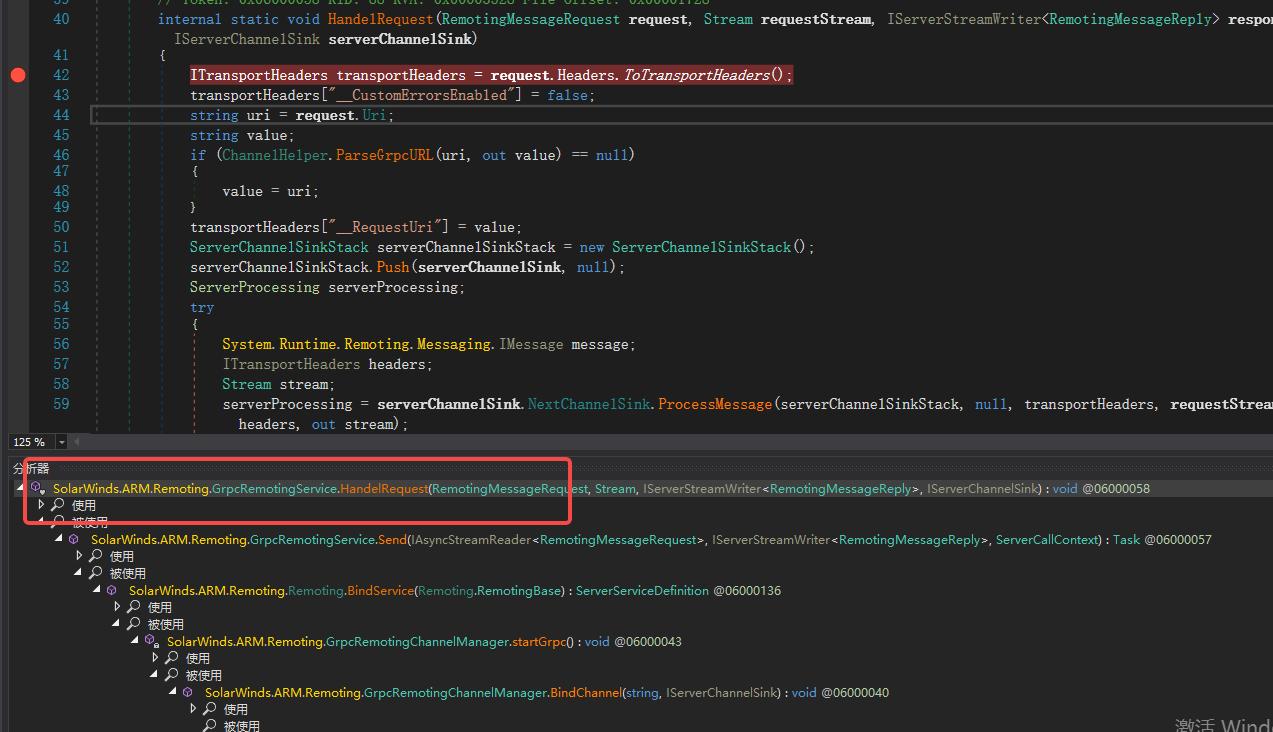 // Token: 0x06000058 RID: 88 RVA: 0x00003528 File Offset: 0x00001728
40 internal static void HandelRequest(RemotingMessageRequest request, Stream requestStream, IServerStreamWriter<RemotingMessageReply> respon
IServerChannelSink serverChannelSink)
41 {
42 ITransportHeaders transportHeaders = request.Headers.ToTransportHeaders();
43 transportHeaders["__CustomErrorsEnabled"] = false;
44 string uri = request.Uri;
45 string value;
46 if (ChannelHelper.ParseGrpcURL(uri, out value) == null)
47 {
48 value = uri;
49 }
50 transportHeaders["__RequestUri"] = value;
51 ServerChannelSinkStack serverChannelSinkStack = new ServerChannelSinkStack();
52 serverChannelSinkStack.Push(serverChannelSink, null);
53 ServerProcessing serverProcessing;
54 try
55 {
56 System.Runtime.Remoting.Messaging.IMessage message;
57 ITransportHeaders headers;
58 Stream stream;
59 serverProcessing = serverChannelSink.NextChannelSink.ProcessMessage(serverChannelSinkStack, null, transportHeaders, requestStrea
headers, out stream);
125 %
分析器
SolarWinds.ARM.Remoting.GrpcRemotingService.HandelRequest(RemotingMessageRequest, Stream, IServerStreamWriter<RemotingMessageReply>, IServerChannelSink) : void @06000058
使用
被使用
SolarWinds.ARM.Remoting.GrpcRemotingService.Send(IAsyncStreamReader<RemotingMessageRequest>, IServerStreamWriter<RemotingMessageReply>, ServerCallContext) : Task @06000057
使用
被使用
SolarWinds.ARM.Remoting.Remoting.BindService(Remoting.RemotingBase) : ServerServiceDefinition @06000136
使用
被使用
SolarWinds.ARM.Remoting.GrpcRemotingChannelManager.startGrpc() : void @06000043
使用
被使用
SolarWinds.ARM.Remoting.GrpcRemotingChannelManager.BindChannel(string, IServerChannelSink) : void @06000040
使用
被使用
激活 Wind